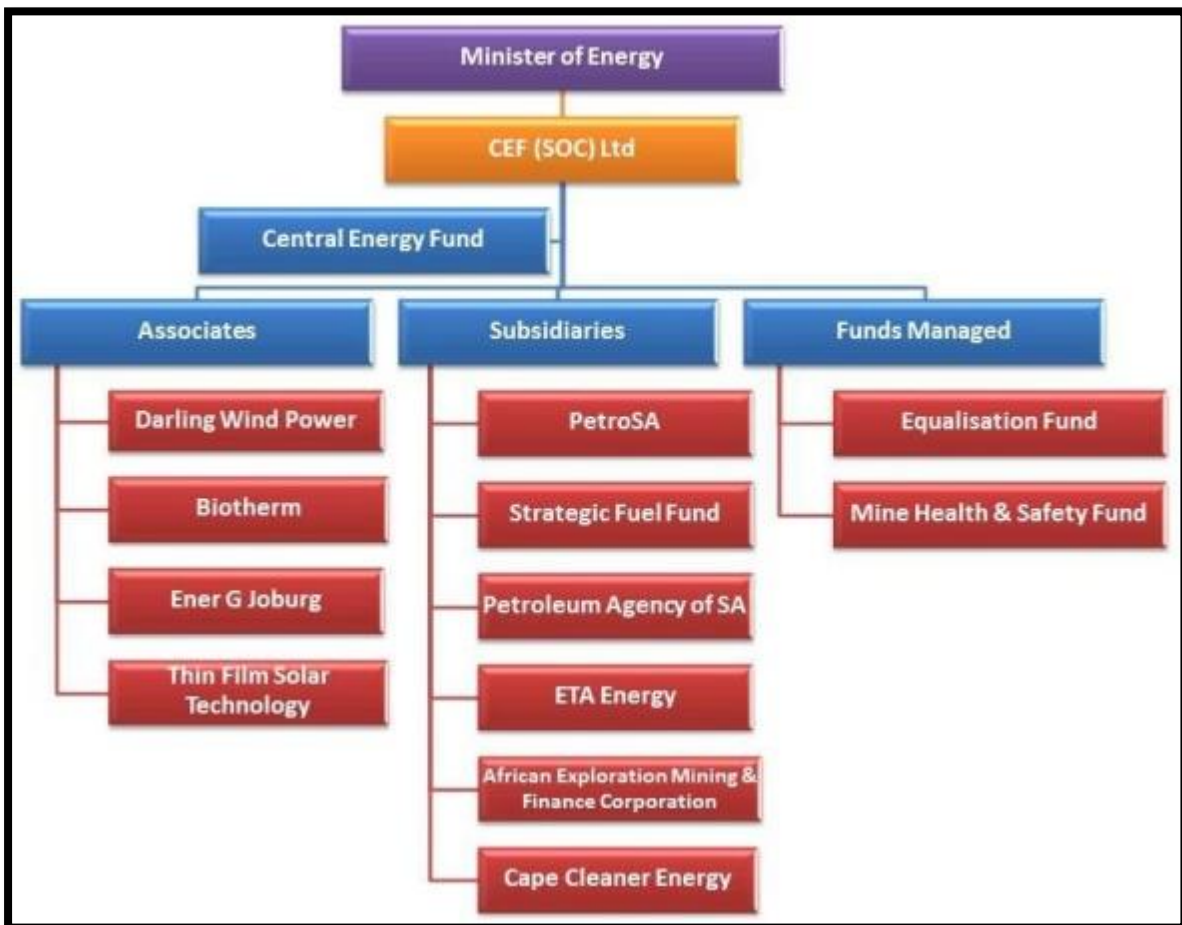 Minister of Energy
CEF (SOC) Ltd
Central Energy Fund
Associates
Subsidiaries
Funds Managed
Darling Wind Power
Biotherm
Ener G Joburg
Thin Film Solar
Technology
PetroSA
Strategic Fuel Fund
Petroleum Agency of SA
ETA Energy
African Exploration Mining &
Finance Corporation
Cape Cleaner Energy
Equalisation Fund
Mine Health & Safety Fund